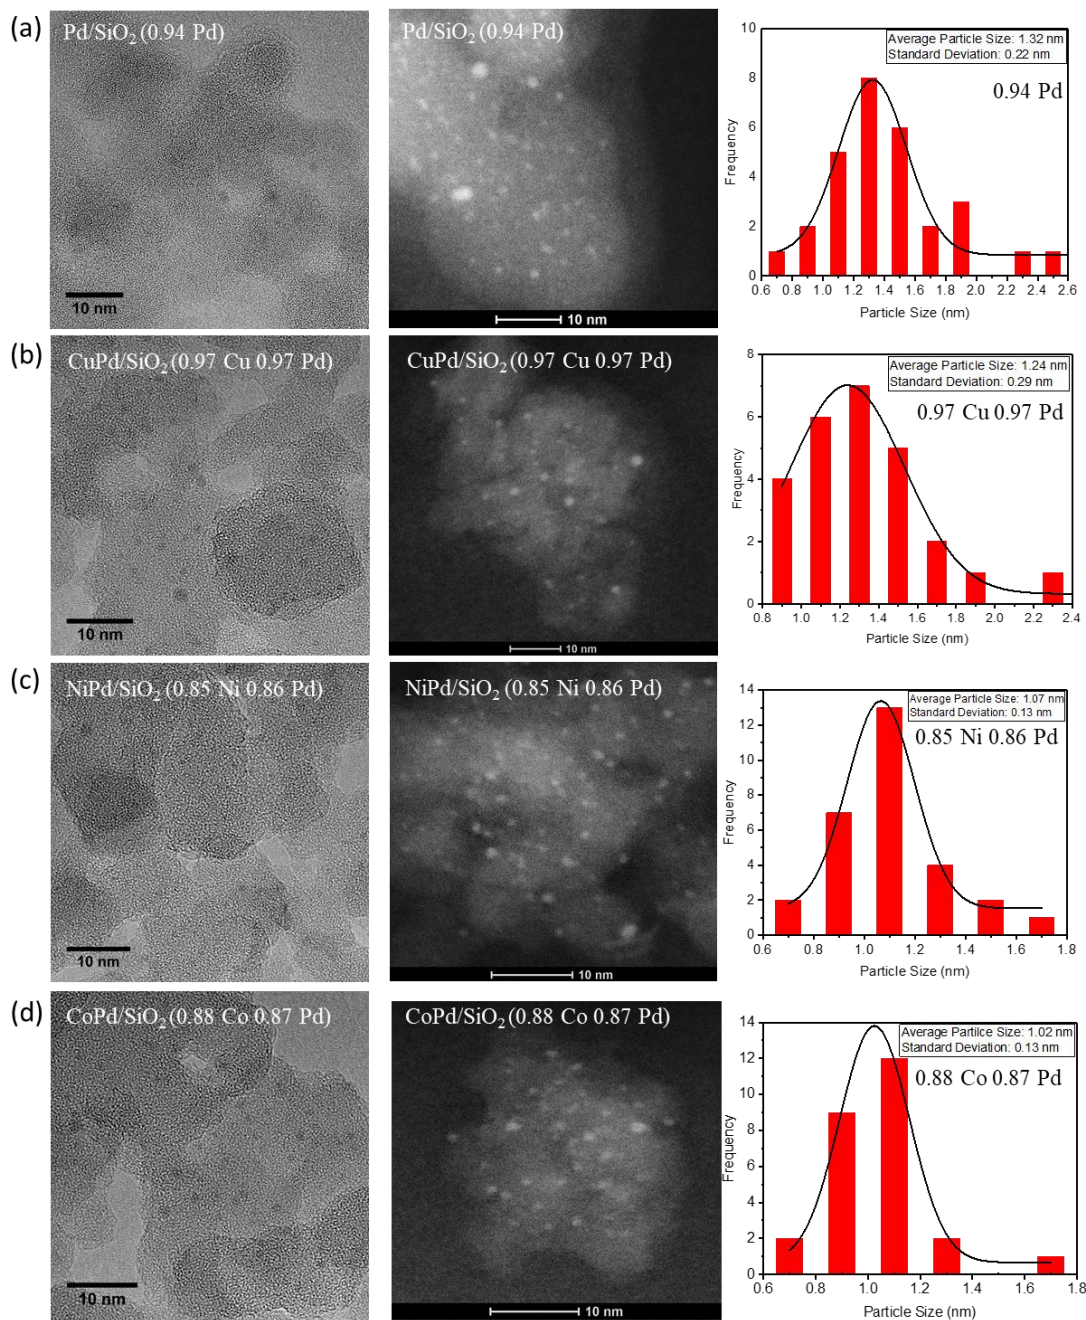 (a)
Pd/SiO₂ (0.94 Pd)
10 nm
Pd/SiO₂ (0.94 Pd)
10 nm
Average Particle Size: 1.32 nm
Standard Deviation: 0.22 nm
0.94 Pd
Frequency
10
8
6
4
2
0
0.6 0.8 1.0 1.2 1.4 1.6 1.8 2.0 2.2 2.4 2.6
Particle Size (nm)
(b)
CuPd/SiO₂ (0.97 Cu 0.97 Pd)
10 nm
CuPd/SiO₂ (0.97 Cu 0.97 Pd)
10 nm
Average Particle Size: 1.24 nm
Standard Deviation: 0.29 nm
0.97 Cu 0.97 Pd
Frequency
8
6
4
2
0
0.8 1.0 1.2 1.4 1.6 1.8 2.0 2.2 2.4
Particle Size (nm)
(c)
NiPd/SiO₂ (0.85 Ni 0.86 Pd)
10 nm
NiPd/SiO₂ (0.85 Ni 0.86 Pd)
10 nm
Average Particle Size: 1.07 nm
Standard Deviation: 0.13 nm
0.85 Ni 0.86 Pd
Frequency
14
12
10
8
6
4
2
0
0.6 0.8 1.0 1.2 1.4 1.6 1.8
Particle Size (nm)
(d)
CoPd/SiO₂ (0.88 Co 0.87 Pd)
10 nm
CoPd/SiO₂ (0.88 Co 0.87 Pd)
10 nm
Average Partilce Size: 1.02 nm
Standard Deviation: 0.13 nm
0.88 Co 0.87 Pd
Frequency
14
12
10
8
6
4
2
0
0.6 0.8 1.0 1.2 1.4 1.6 1.8
Particle Size (nm)